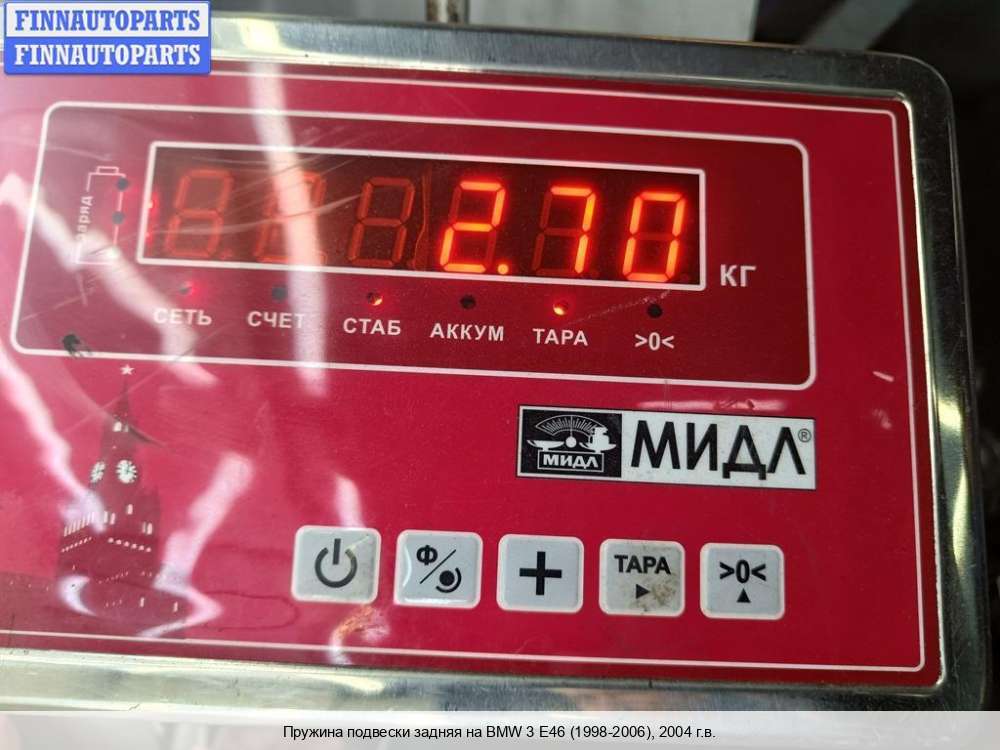 FINNAUTOPARTS
FINNAUTOPARTS
заряд
2.70
КГ
СЕТЬ СЧЕТ СТАБ АККУМ ТАРА >0<
МИДЛ МИДЛ®
Ф ТАРА >0<
Пружина подвески задняя на BMW 3 E46 (1998-2006), 2004 г.в.